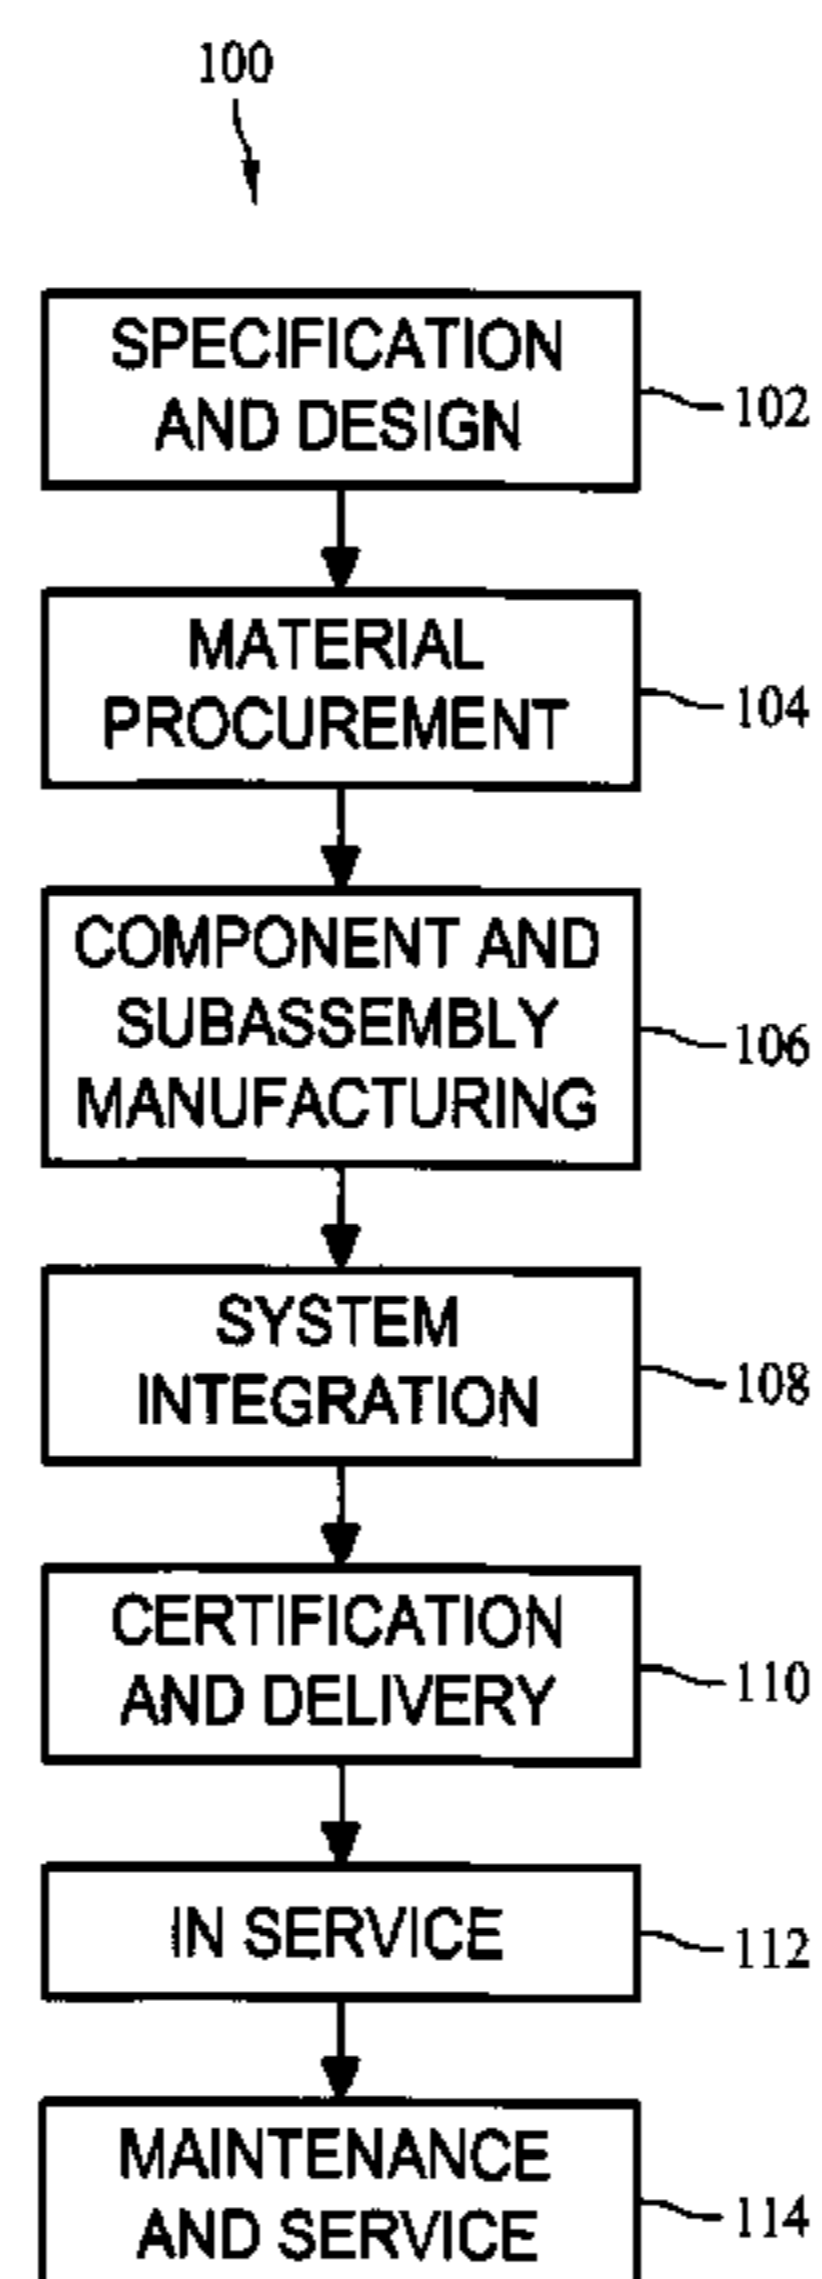 100
SPECIFICATION
AND DESIGN
102
MATERIAL
PROCUREMENT
104
COMPONENT AND
SUBASSEMBLY
MANUFACTURING
106
SYSTEM
INTEGRATION
108
CERTIFICATION
AND DELIVERY
110
IN SERVICE
112
MAINTENANCE
AND SERVICE
114